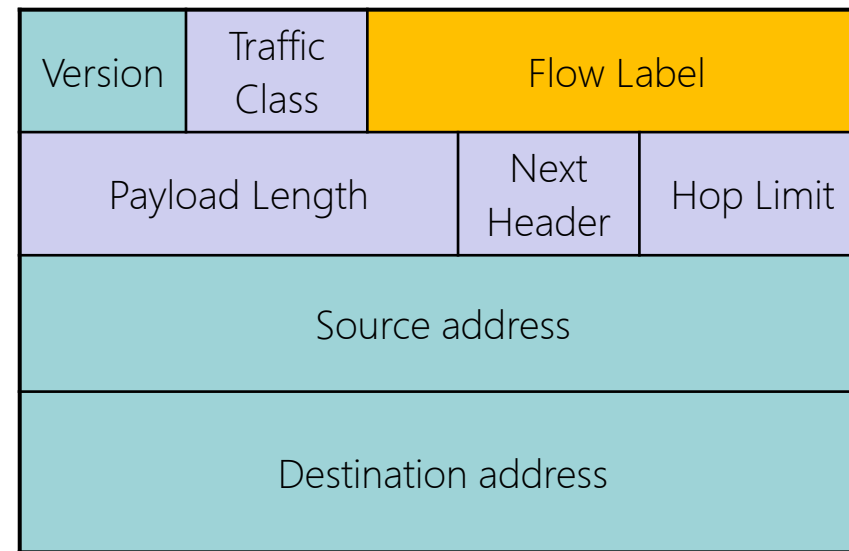 Version
Traffic
Class
Flow Label
Payload Length
Next
Header
Hop Limit
Source address
Destination address